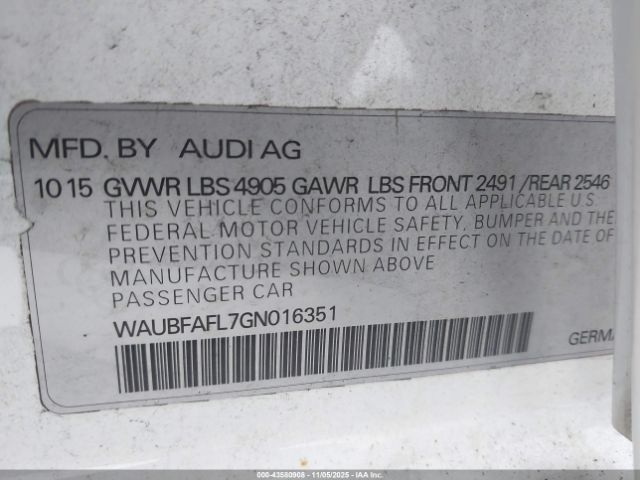 MFD. BY AUDI AG
10 15 GVWR LBS 4905 GAWR LBS FRONT 2491 /REAR 2546
THIS VEHICLE CONFORMS TO ALL APPLICABLE U.S.
FEDERAL MOTOR VEHICLE SAFETY, BUMPER AND THE
PREVENTION STANDARDS IN EFFECT ON THE DATE OF
MANUFACTURE SHOWN ABOVE
PASSENGER CAR
WAUBFAFL7GN016351
GERMA
IAA - 43580908 - 11/05/2025 - IAA, Inc.